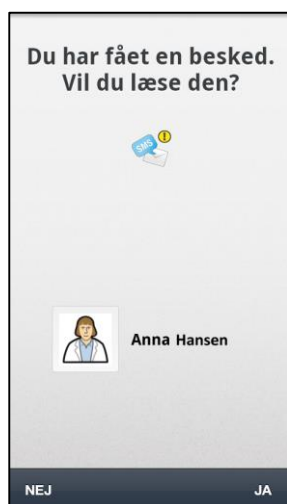 Du har fået en besked.
Vil du læse den?
SMS
!
Anna Hansen
NEJ JA